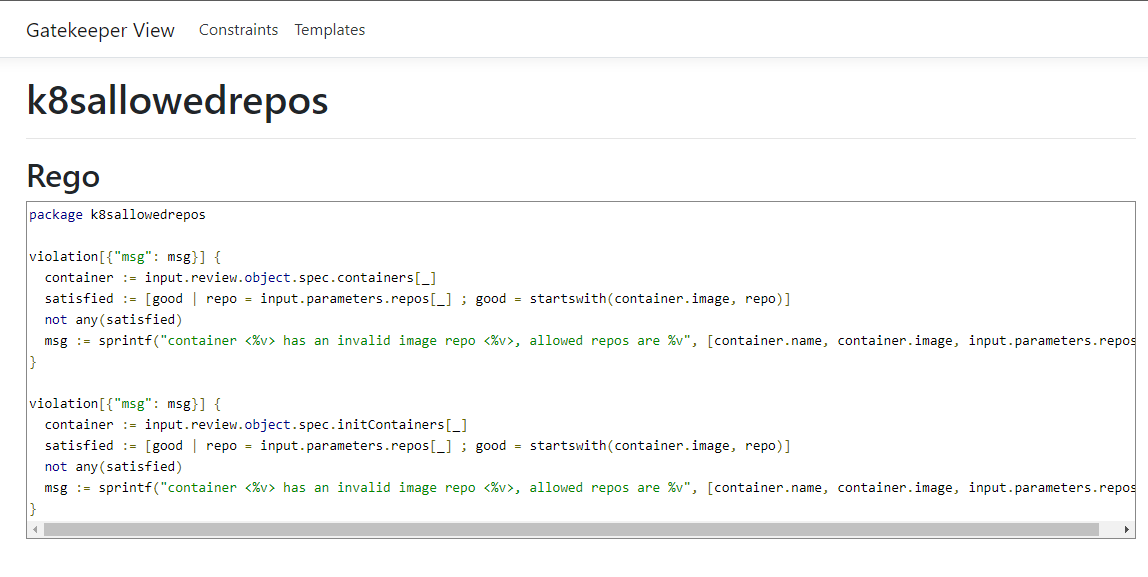 Gatekeeper View Constraints Templates
k8sallowedrepos
Rego
package k8sallowedrepos
violation[{"msg": msg}] {
  container := input.review.object.spec.containers[_]
  satisfied := [good | repo = input.parameters.repos[_] ; good = startswith(container.image, repo)]
  not any(satisfied)
  msg := sprintf("container <%v> has an invalid image repo <%v>, allowed repos are %v", [container.name, container.image, input.parameters.repos
}
violation[{"msg": msg}] {
  container := input.review.object.spec.initContainers[_]
  satisfied := [good | repo = input.parameters.repos[_] ; good = startswith(container.image, repo)]
  not any(satisfied)
  msg := sprintf("container <%v> has an invalid image repo <%v>, allowed repos are %v", [container.name, container.image, input.parameters.repos
}